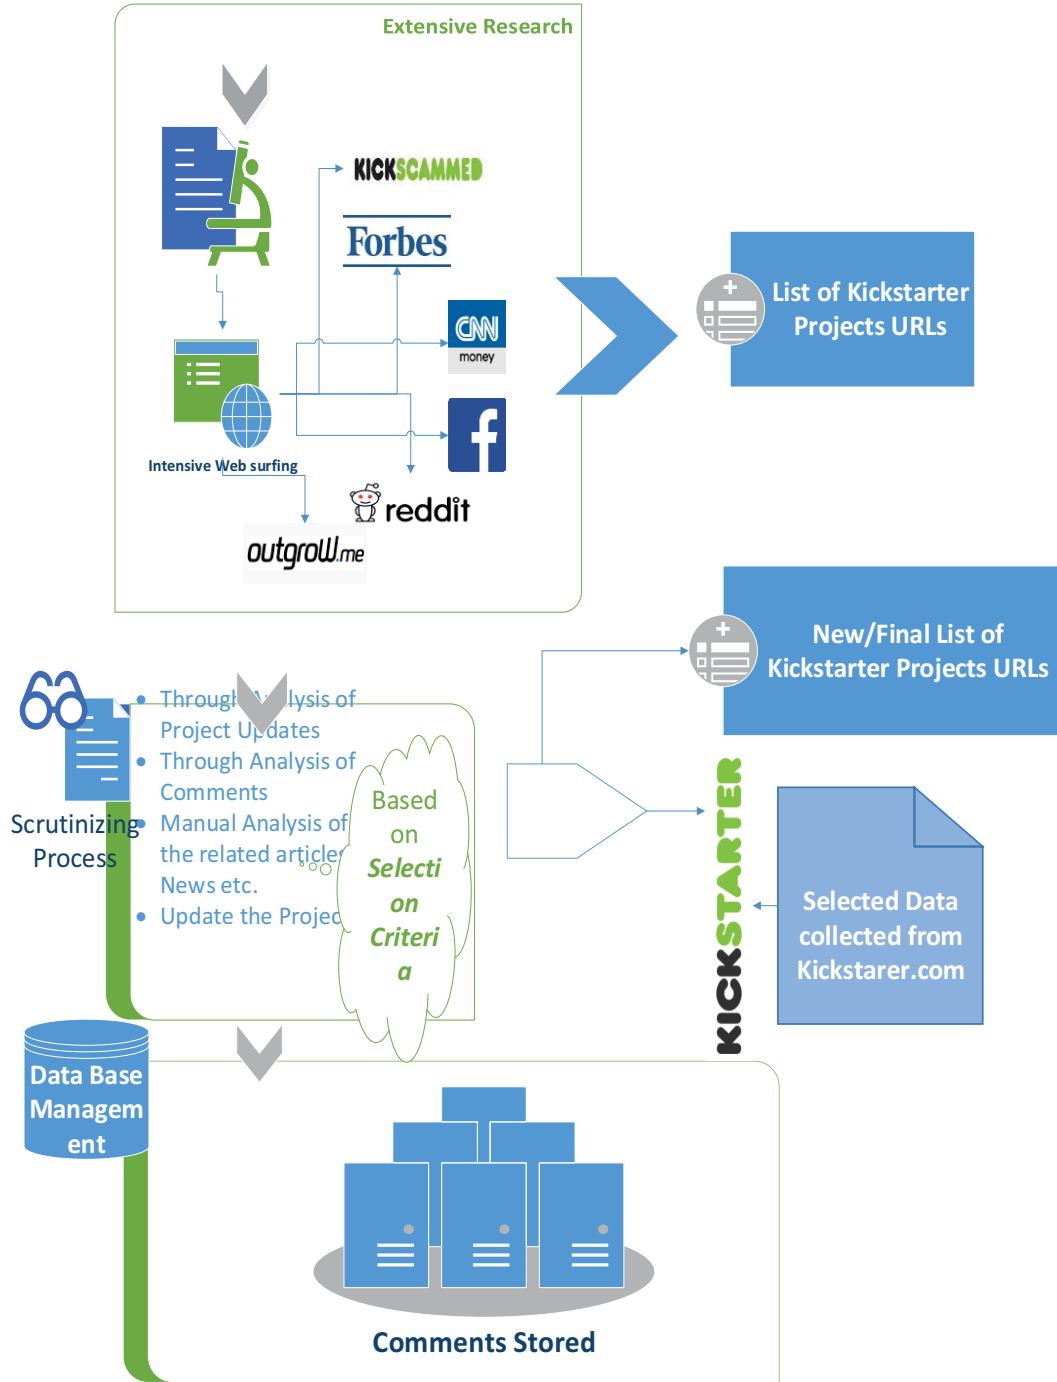 Extensive Research
KICKSCAMMED
Forbes
CNN
money
f
Intensive Web surfing
reddit
outgrow.me
List of Kickstarter
Projects URLs
New/Final List of
Kickstarter Projects URLs
Scrutinizing
Process
• Through Analysis of
Project Updates
• Through Analysis of
Comments
• Manual Analysis of
the related articles
News etc.
• Update the Projec
Based
on
Selecti
on
Criteri
a
KICKSTARTER
Selected Data
collected from
Kickstarer.com
Data Base
Managem
ent
Comments Stored